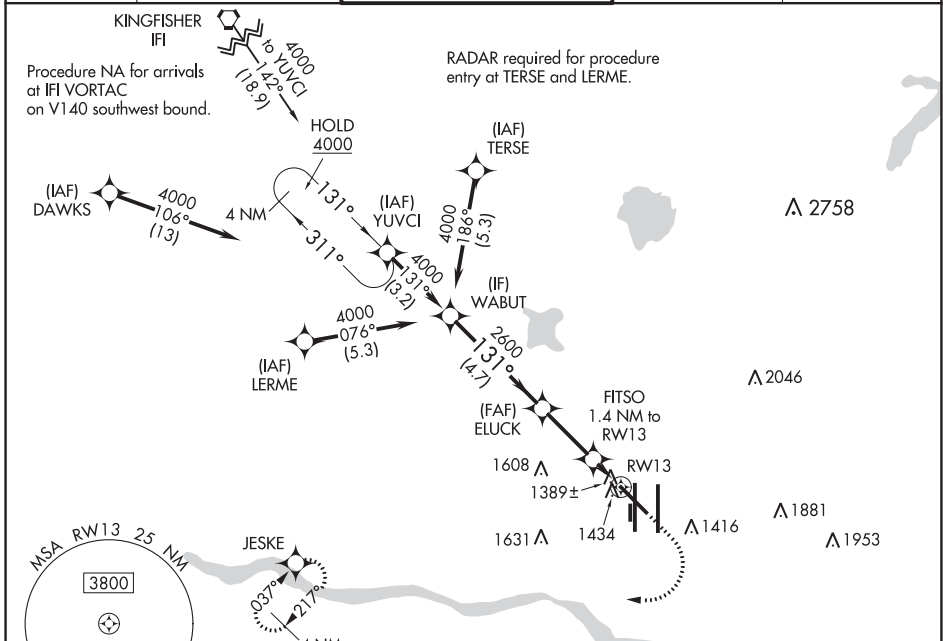 KINGFISHER
IFI
4000
to YUVCI
142°
(18.9)
Procedure NA for arrivals
at IFI VORTAC
on V140 southwest bound.
RADAR required for procedure
entry at TERSE and LERME.
HOLD
4000
(IAF)
TERSE
(IAF)
DAWKS
4000
106°
(13)
4 NM
131°
311°
(IAF)
YUVCI
4000
131°
(3.2)
4000
186°
(5.3)
2758
(IF)
WABUT
4000
076°
(5.3)
(IAF)
LERME
2600
131°
(4.7)
2046
(FAF)
ELUCK
FITSO
1.4 NM to
RW13
1608
RW13
1389±
1434
1631
1416
1881
1953
MSA RW13 25 NM
3800
JESKE
037°
217°
4 NM